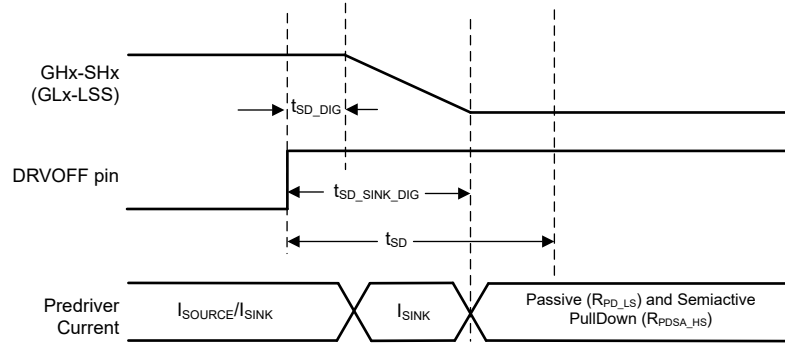 GHx-SHx
(GLx-LSS)
tSD_DIG
DRVOFF pin
tSD_SINK_DIG
tSD
Predriver
Current
ISOURCE/ISINK
ISINK
Passive (RPD_LS) and Semiactive
PullDown (RPDSA_HS)